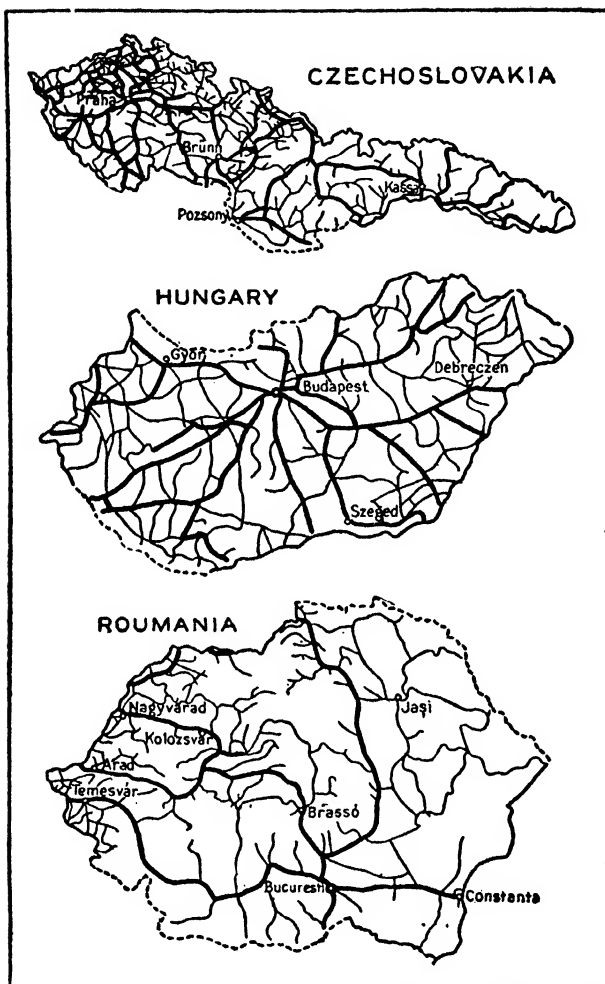 CZECHOSLOVAKIA
Praha
Brünn
Kassa
Pozsony
HUNGARY
Győr
Budapest
Debreczen
Szeged
ROUMANIA
Nagyvárad
Jaşi
Kolozsvár
Arad
Temesvár
Brassó
Bucuresti
Constanta